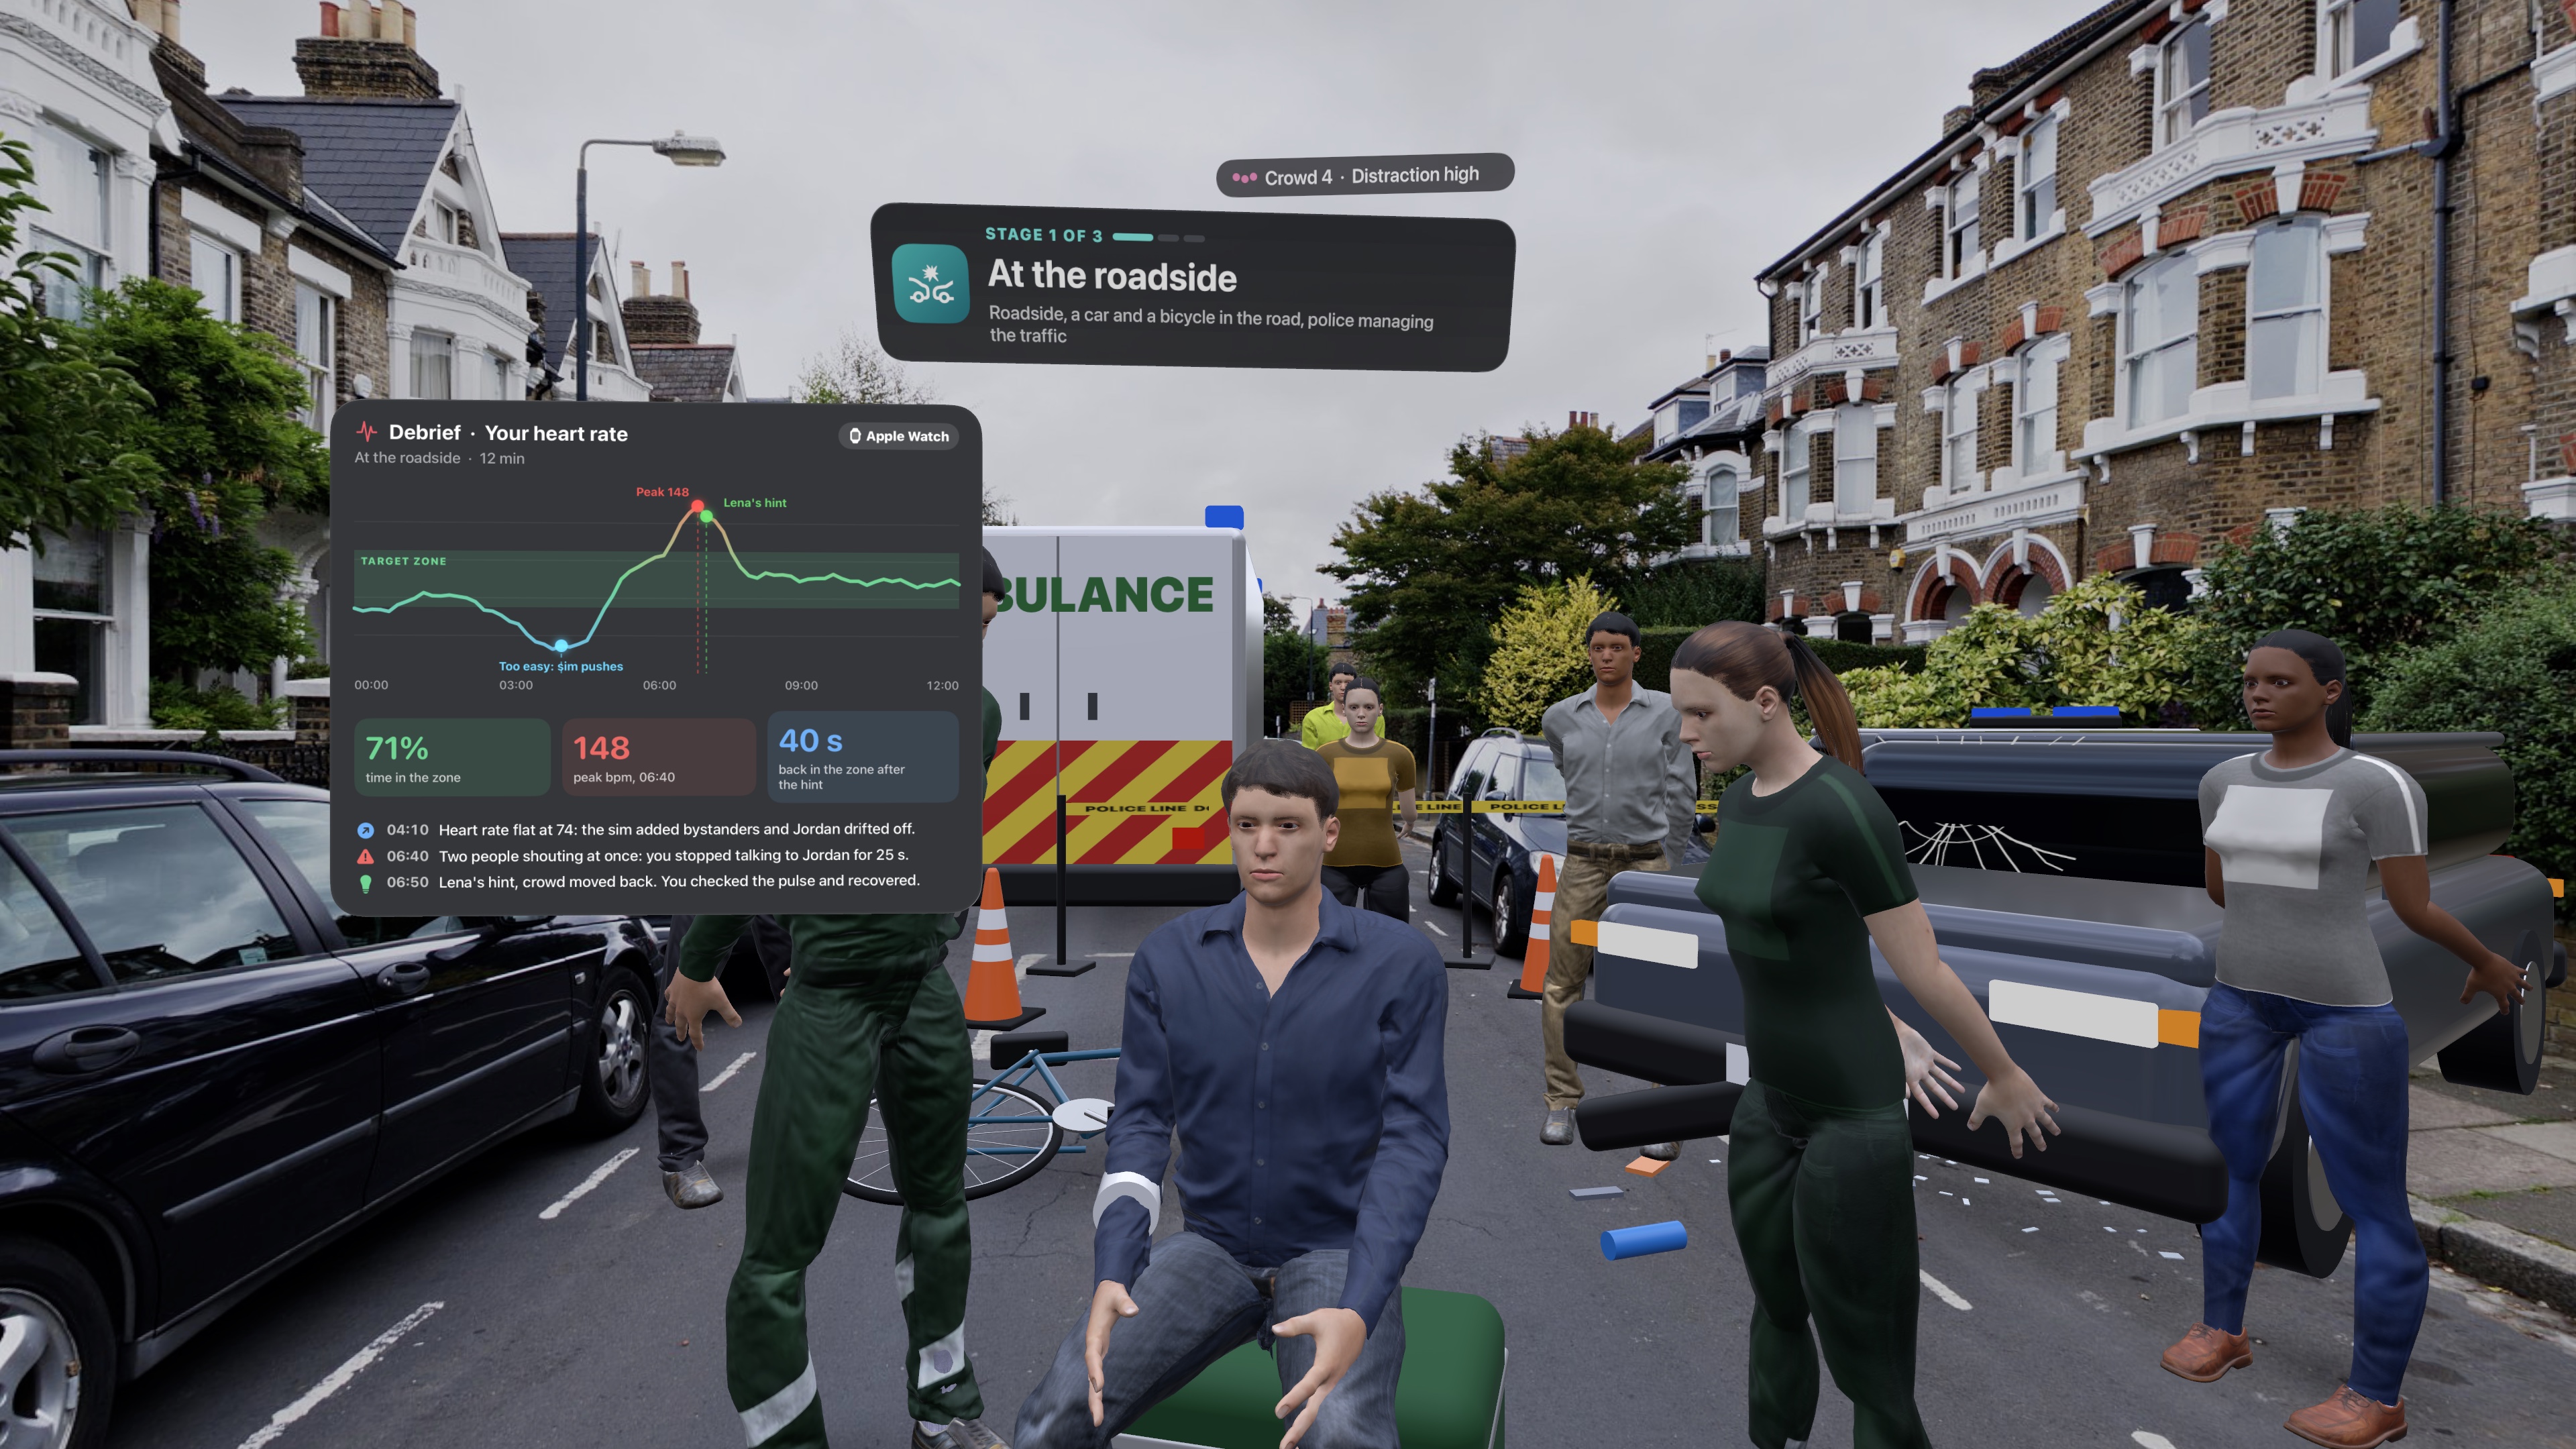 Crowd 4 · Distraction high
STAGE 1 OF 3
At the roadside
Roadside, a car and a bicycle in the road, police managing
the traffic
Debrief · Your heart rate
Apple Watch
At the roadside · 12 min
Peak 148
Lena's hint
TARGET ZONE
Too easy: sim pushes
00:00 03:00 06:00 09:00 12:00
71%
time in the zone
148
peak bpm, 06:40
40 s
back in the zone after
the hint
04:10 Heart rate flat at 74: the sim added bystanders and Jordan drifted off.
06:40 Two people shouting at once: you stopped talking to Jordan for 25 s.
06:50 Lena's hint, crowd moved back. You checked the pulse and recovered.
BULANCE
POLICE LINE D
LINE POLICE L